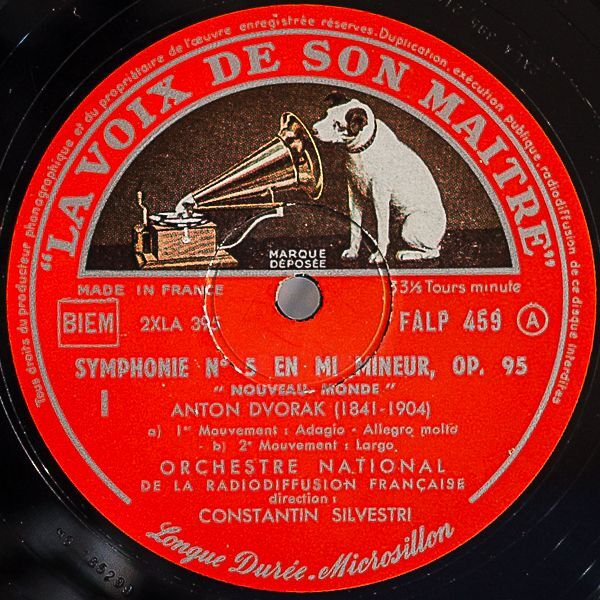 Tous droits du producteur phonographique et du propriétaire de l'œuvre enregistrée réservés. Duplication, exécution publique, radiodiffusion de ce disque interdites
"LA VOIX DE SON MAITRE"
MARQUE
DÉPOSÉE
MADE IN FRANCE
33⅓ Tours minute
BIEM
2XLA 395
FALP 459 A
SYMPHONIE N° 5 EN MI MINEUR, OP. 95
"NOUVEAU MONDE"
I
ANTON DVORAK (1841-1904)
a) 1er Mouvement : Adagio - Allegro molto
b) 2e Mouvement : Largo
ORCHESTRE NATIONAL
DE LA RADIODIFFUSION FRANÇAISE
direction :
CONSTANTIN SILVESTRI
Longue Durée-Microsillon